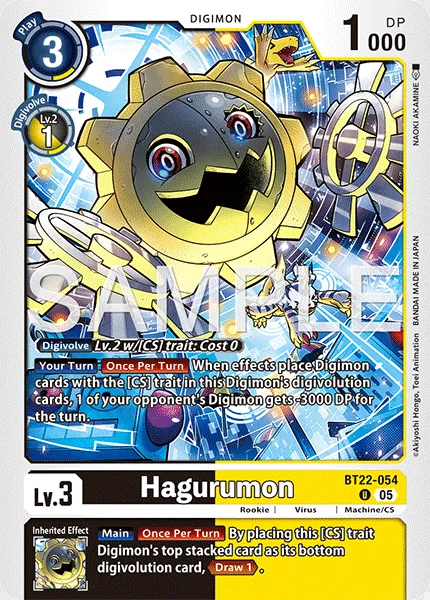 DIGIMON
Play
3
1000
DP
Digivolve
Lv.2
1
NAOKI AKAMINE
SAMPLE
©Akiyoshi Hongo, Toei Animation BANDAI MADE IN JAPAN
Digivolve Lv.2 w/[CS] trait: Cost 0
Your Turn Once Per Turn When effects place Digimon
cards with the [CS] trait in this Digimon's digivolution
cards, 1 of your opponent's Digimon gets -3000 DP for
the turn.
BT22-054
Lv.3
Hagurumon
U 05
Rookie | Virus | Machine/CS
Inherited Effect
Main Once Per Turn By placing this [CS] trait
Digimon's top stacked card as its bottom
digivolution card, Draw 1.